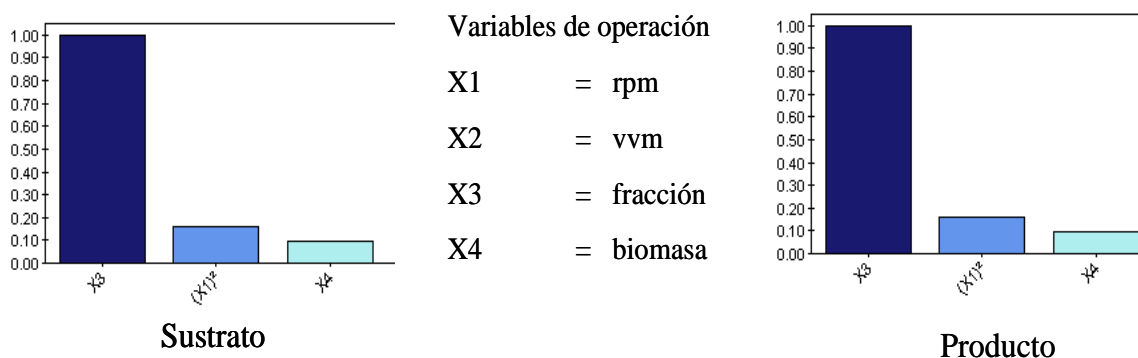 1.00
0.90
0.80
0.70
0.60
0.50
0.40
0.30
0.20
0.10
0.00
X3
(X1)²
X4
Sustrato
Variables de operación
X1 = rpm
X2 = vvm
X3 = fracción
X4 = biomasa
1.00
0.90
0.80
0.70
0.60
0.50
0.40
0.30
0.20
0.10
0.00
X3
(X1)²
X4
Producto